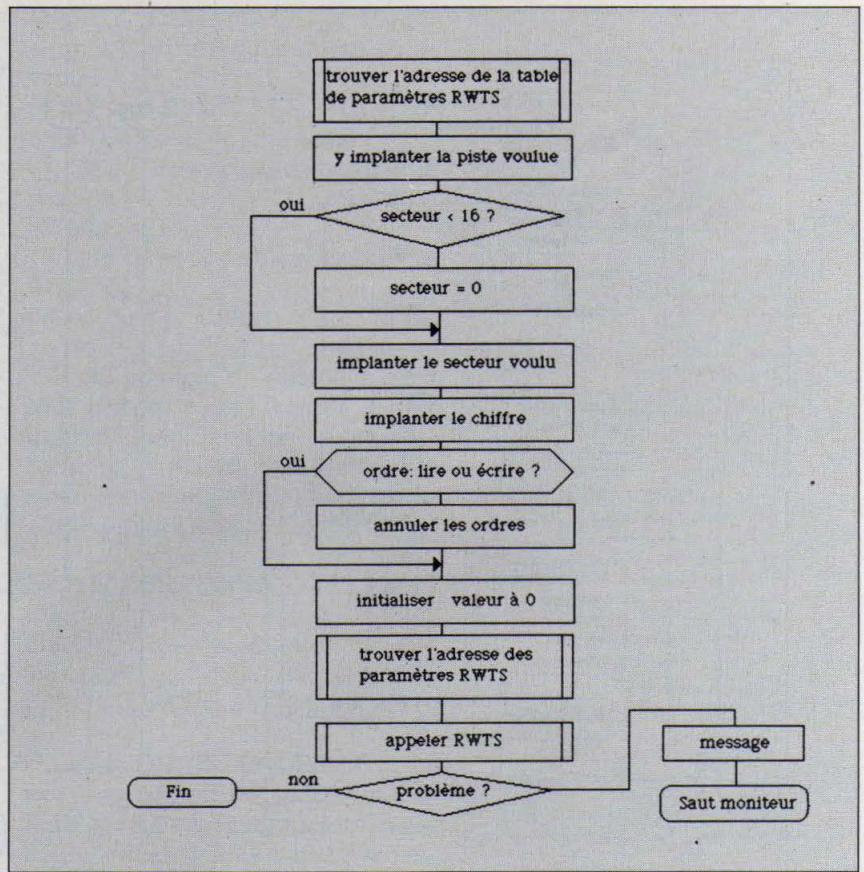 trouver l'adresse de la table
de paramètres RWTS
y implanter la piste voulue
oui
secteur < 16 ?
secteur = 0
implanter le secteur voulu
implanter le chiffre
oui
ordre: lire ou écrire ?
annuler les ordres
initialiser valeur à 0
trouver l'adresse des
paramètres RWTS
appeler RWTS
message
non
Fin
problème ?
Saut moniteur